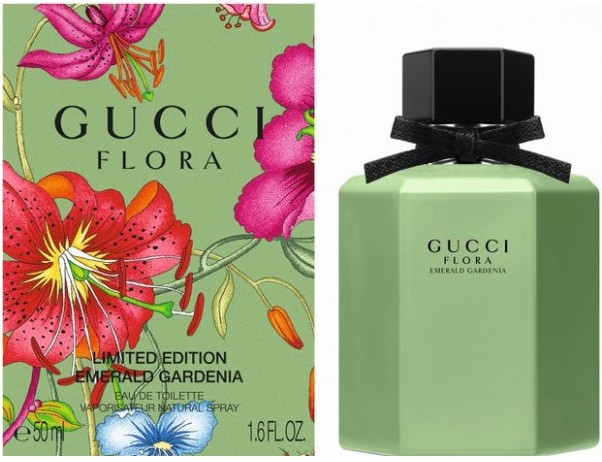 GUCCI
FLORA
LIMITED EDITION
EMERALD GARDENIA
EAU DE TOILETTE
VAPORISATEUR NATURAL SPRAY
℮50ml 1.6 FL.OZ.
GUCCI
FLORA
EMERALD GARDENIA